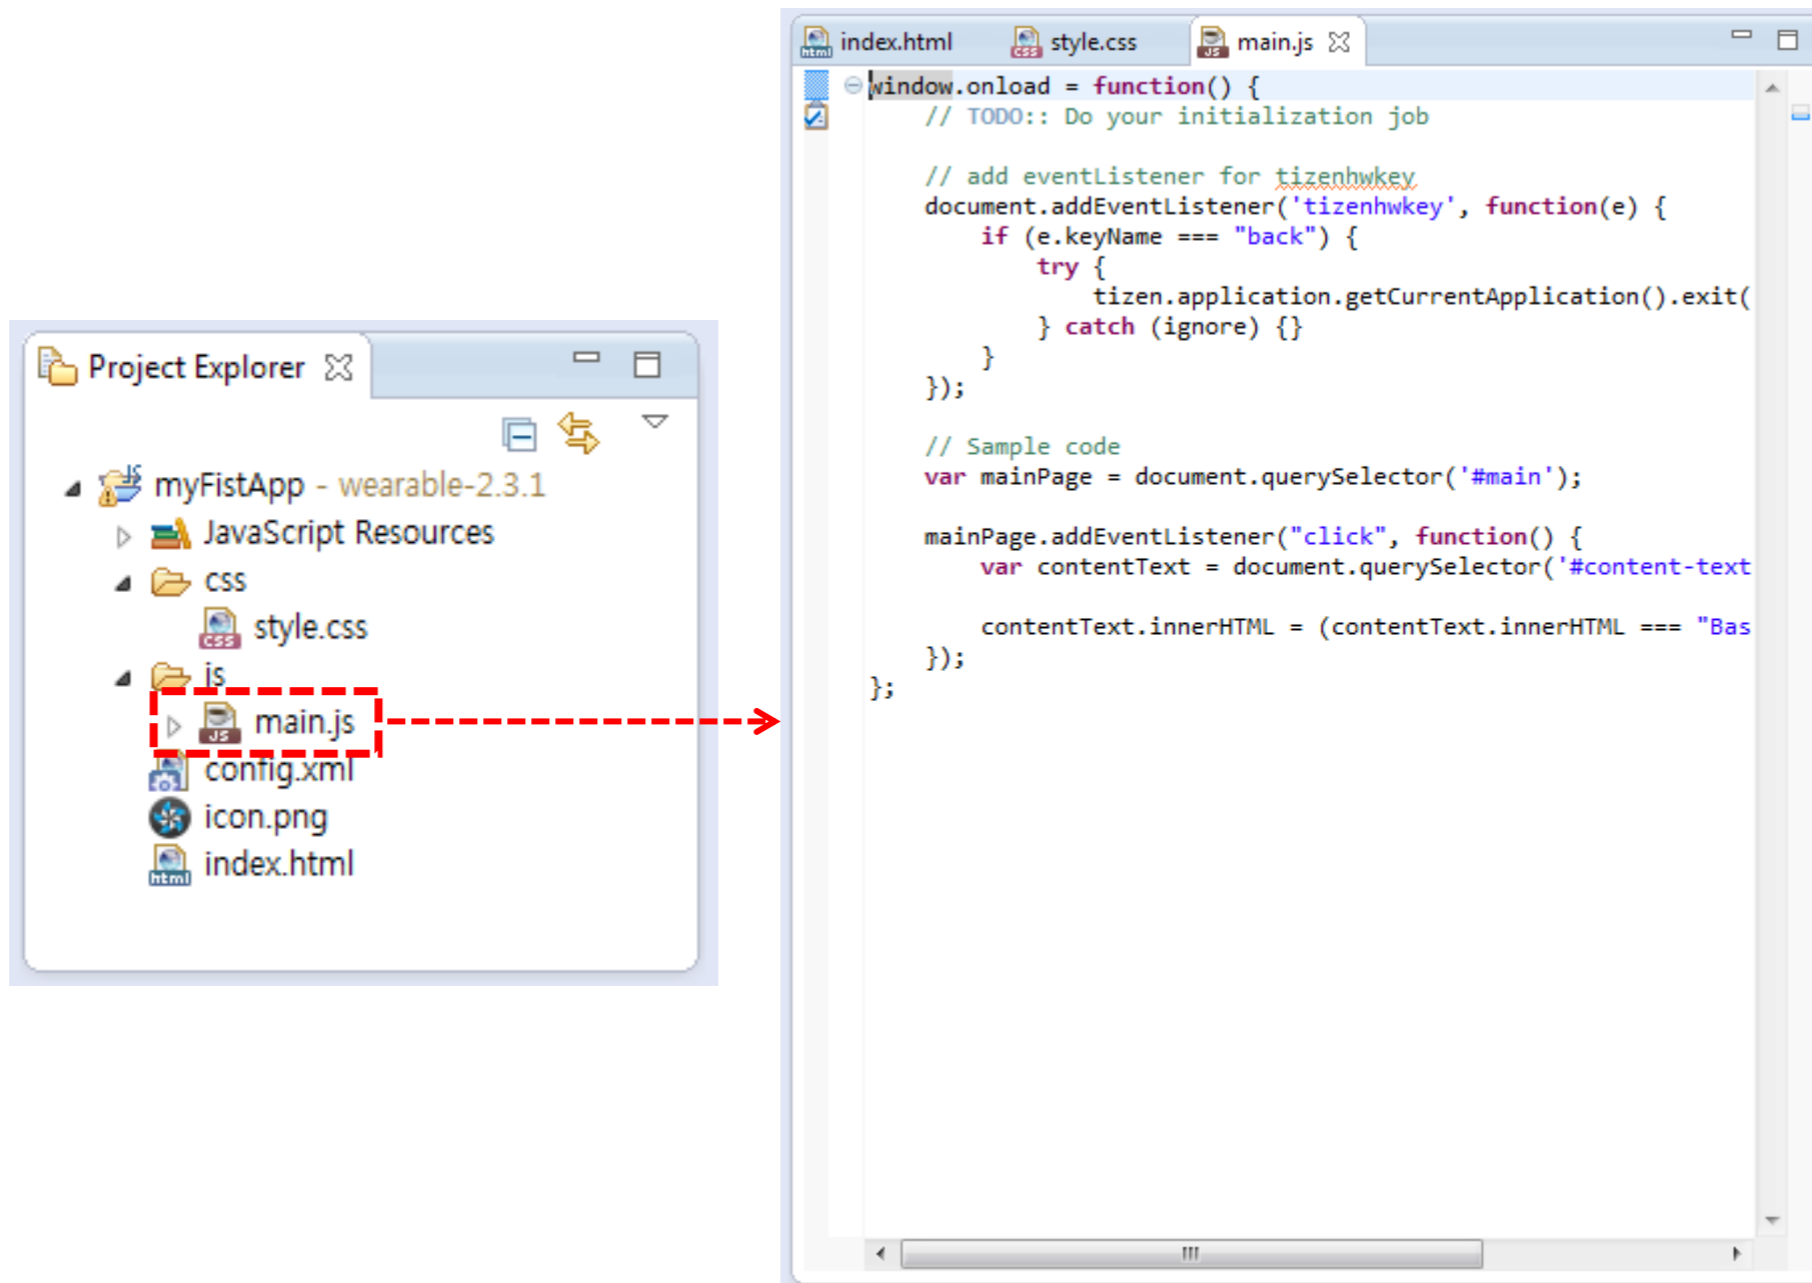 Project Explorer
myFistApp - wearable-2.3.1
JavaScript Resources
css
style.css
js
main.js
config.xml
icon.png
index.html
index.html style.css main.js
window.onload = function() {
// TODO:: Do your initialization job
// add eventListener for tizenhwkey
document.addEventListener('tizenhwkey', function(e) {
if (e.keyName === "back") {
try {
tizen.application.getCurrentApplication().exit(
} catch (ignore) {}
}
});
// Sample code
var mainPage = document.querySelector('#main');
mainPage.addEventListener("click", function() {
var contentText = document.querySelector('#content-text
contentText.innerHTML = (contentText.innerHTML === "Bas
});
};